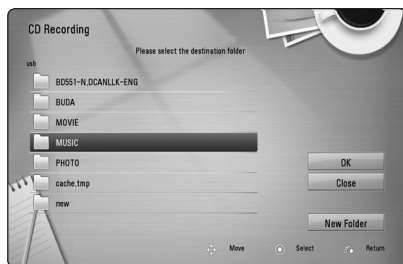 CD Recording
Please select the destination folder
usb
BD551-N,DCANLLK-ENG
BUDA
MOVIE
MUSIC
PHOTO
cache,tmp
new
OK
Close
New Folder
Move Select Return